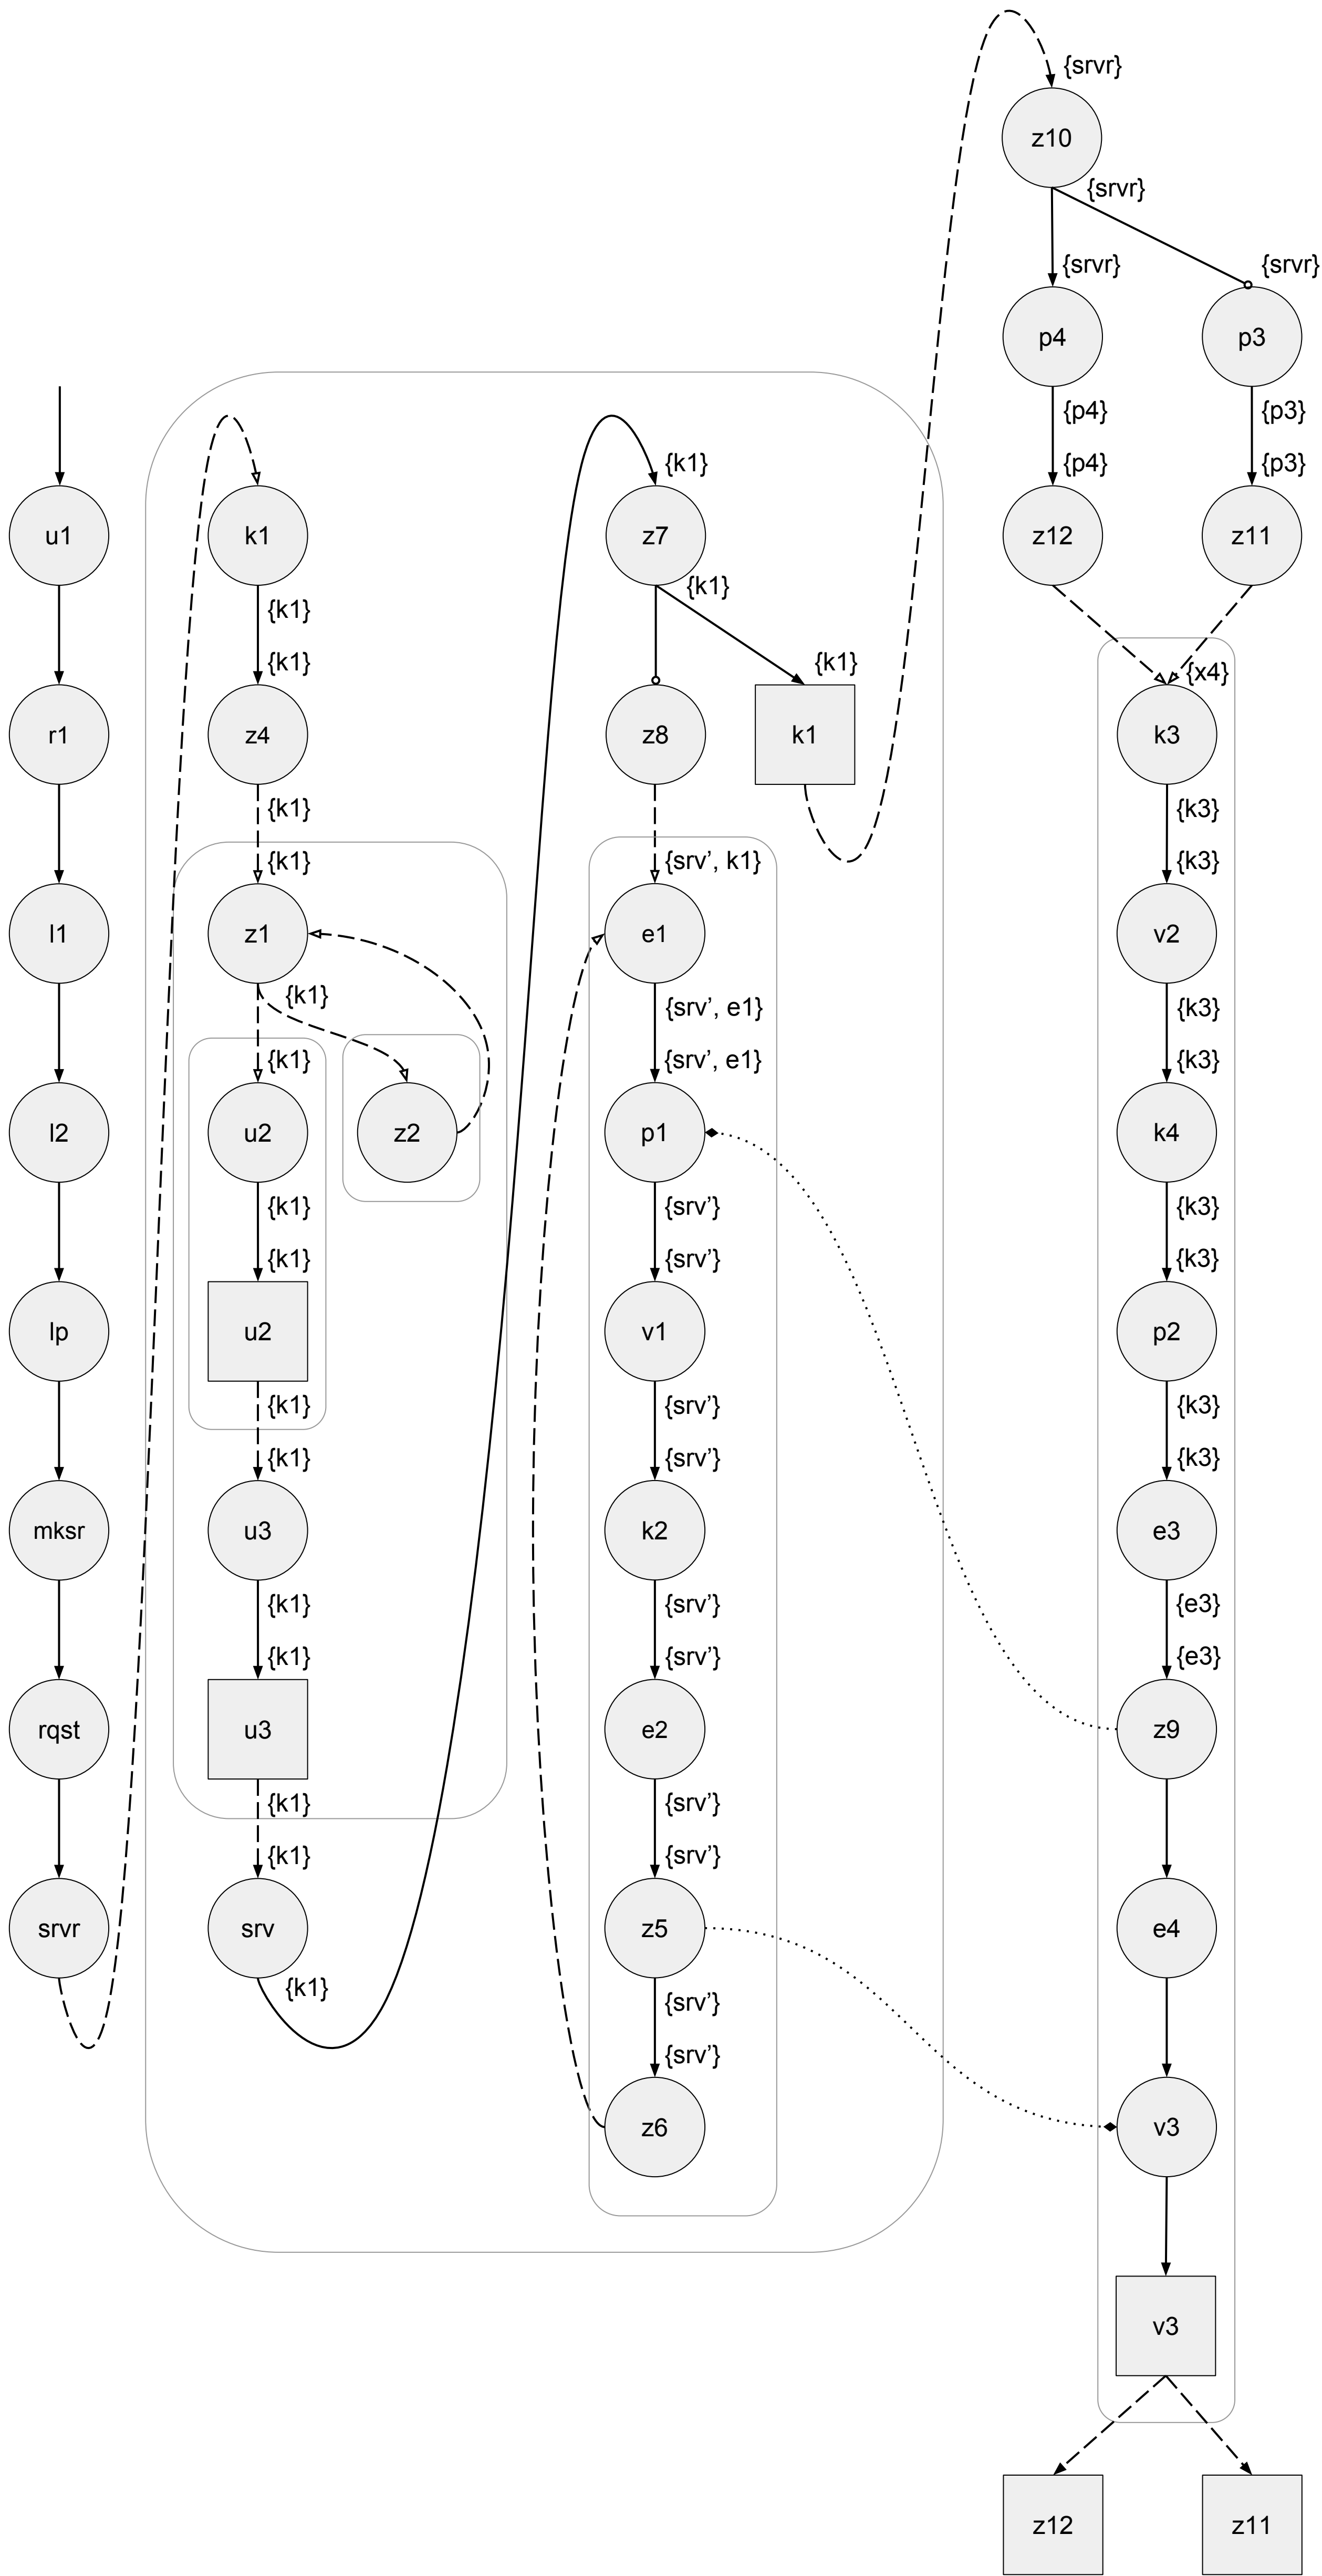 {srvr}
z10
{srvr}
{srvr}
{srvr}
p4
p3
{p4}
{p3}
{p4}
{p3}
z12
z11
u1
r1
l1
l2
lp
mksr
rqst
srvr
k1
{k1}
{k1}
z4
{k1}
{k1}
z1
{k1}
{k1}
u2
z2
{k1}
{k1}
u2
{k1}
{k1}
u3
{k1}
{k1}
u3
{k1}
{k1}
srv
{k1}
{k1}
z7
{k1}
{k1}
z8
k1
{srv’, k1}
e1
{srv’, e1}
{srv’, e1}
p1
{srv’}
{srv’}
v1
{srv’}
{srv’}
k2
{srv’}
{srv’}
e2
{srv’}
{srv’}
z5
{srv’}
{srv’}
z6
{x4}
k3
{k3}
{k3}
v2
{k3}
{k3}
k4
{k3}
{k3}
p2
{k3}
{k3}
e3
{e3}
{e3}
z9
e4
v3
v3
z12
z11